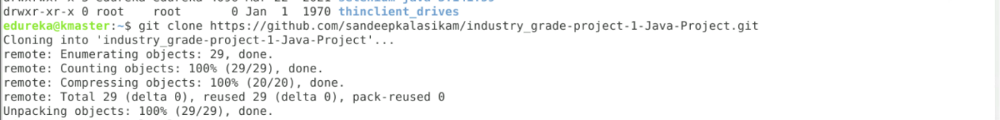 drwxr-xr-x 0 root    root         0 Jan  1  1970 thinclient_drives
edureka@kmaster:~$ git clone https://github.com/sandeepkalasikam/industry_grade-project-1-Java-Project.git
Cloning into 'industry_grade-project-1-Java-Project'...
remote: Enumerating objects: 29, done.
remote: Counting objects: 100% (29/29), done.
remote: Compressing objects: 100% (20/20), done.
remote: Total 29 (delta 0), reused 29 (delta 0), pack-reused 0
Unpacking objects: 100% (29/29), done.